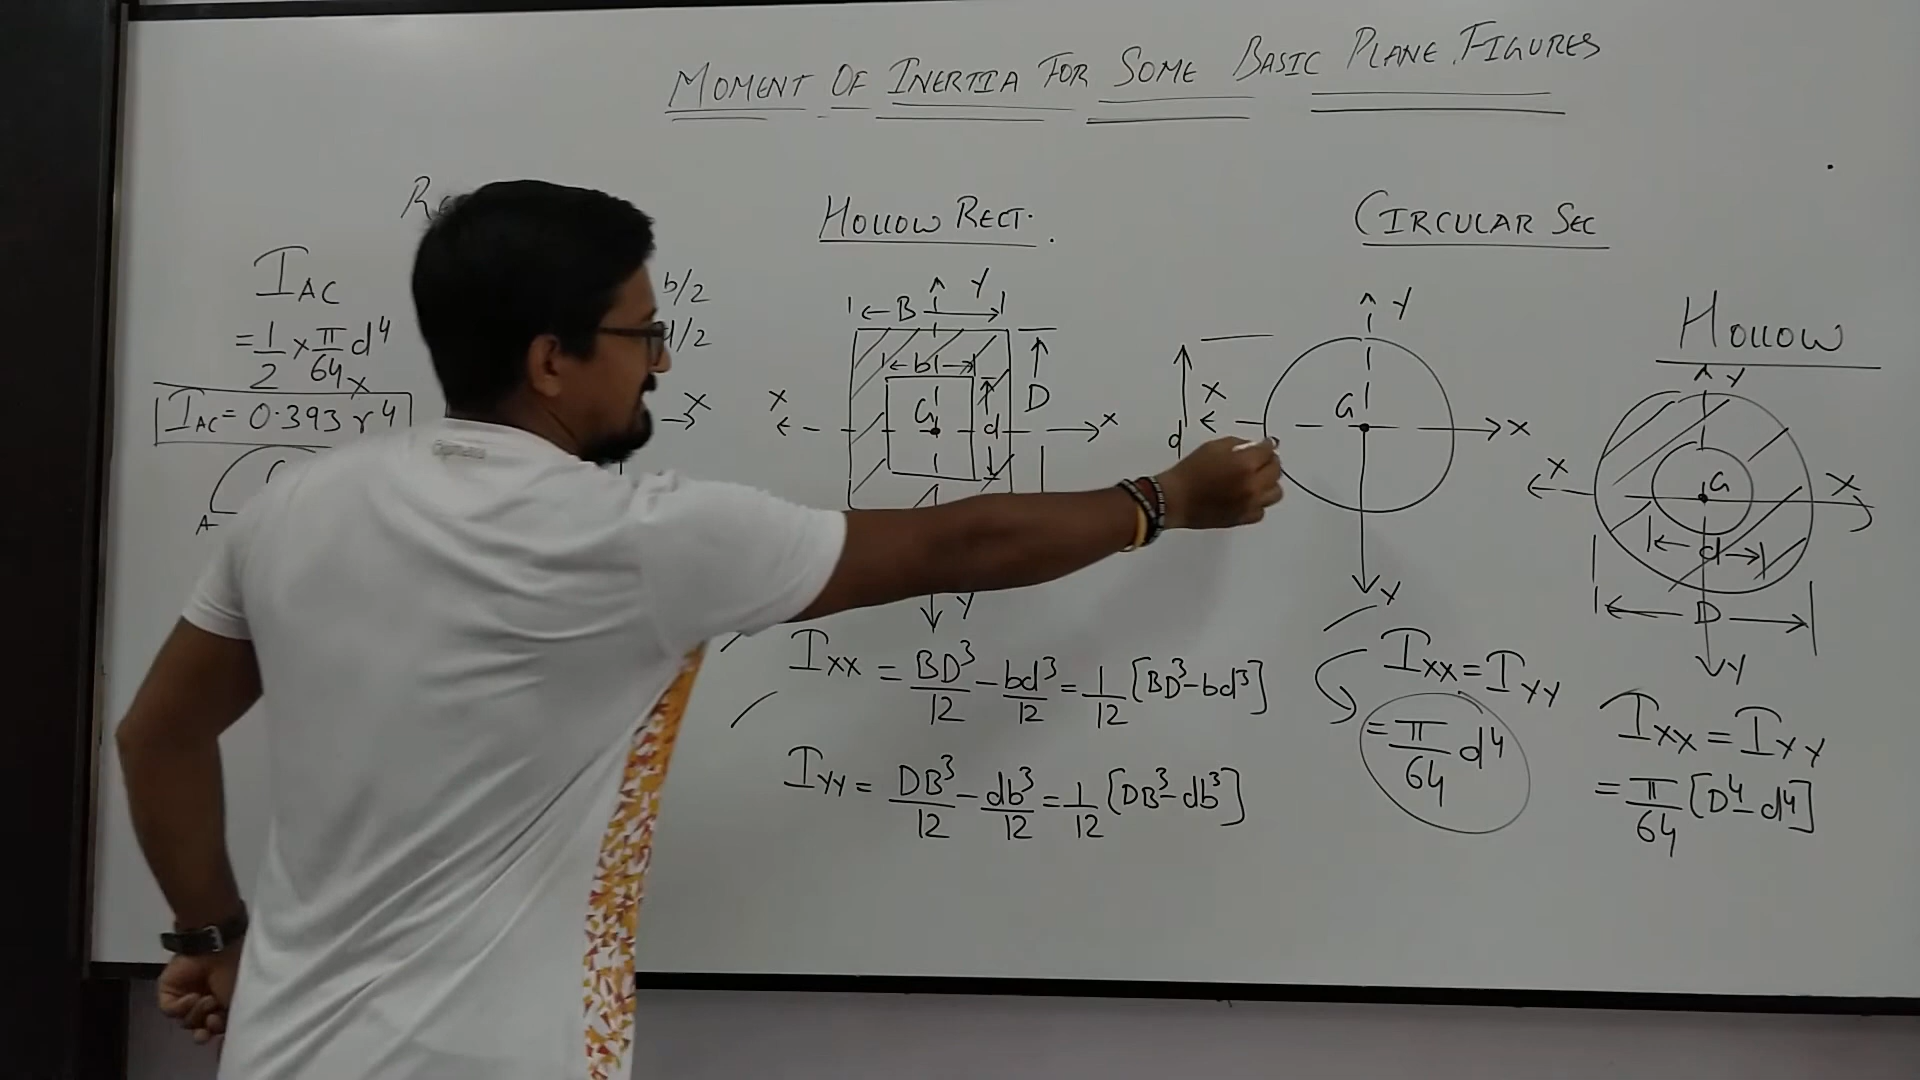 MOMENT OF INERTIA FOR SOME BASIC PLANE FIGURES
HOLLOW RECT.
CIRCULAR SEC
HOLLOW
I_AC
= 1/2 × π/64 d⁴
I_AC = 0.393 r⁴
A
b/2
d/2
X
Y
B
b
X G d D X
Y
I_XX = BD³/12 - bd³/12 = 1/12 [BD³ - bd³]
I_YY = DB³/12 - db³/12 = 1/12 [DB³ - db³]
Y
d X G X
Y
I_XX = I_YY
= π/64 d⁴
Y
X G X
d
D
Y
I_XX = I_YY
= π/64 [D⁴ - d⁴]